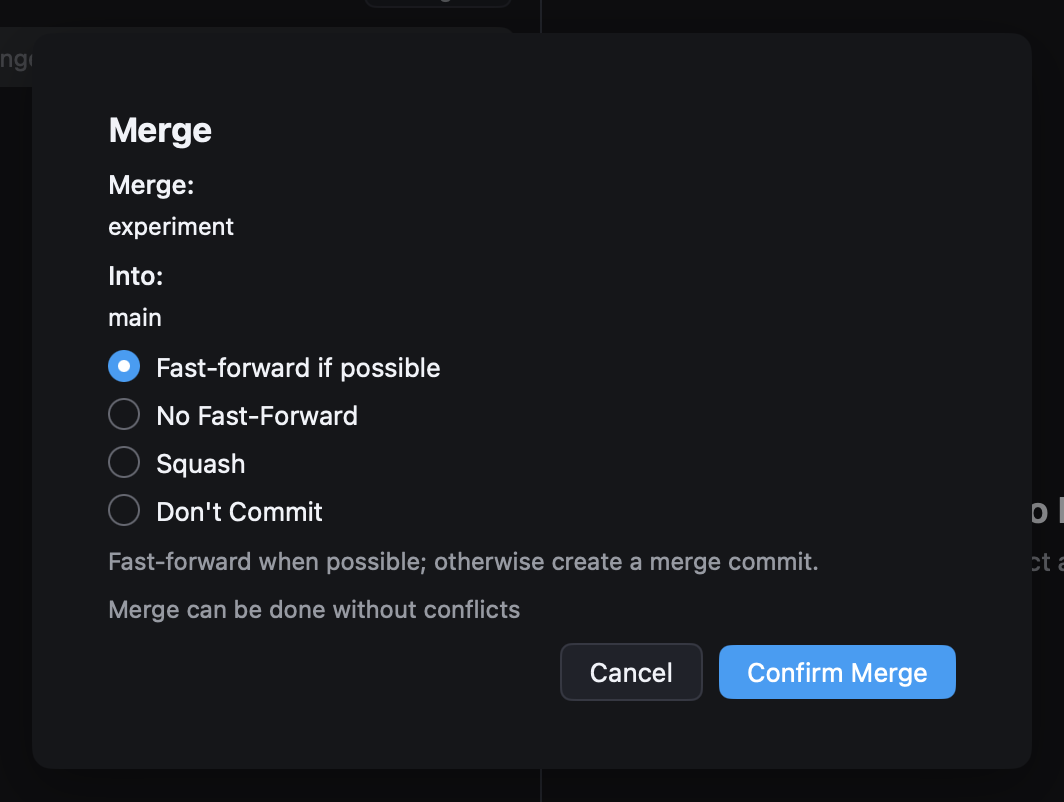 Merge
Merge:
experiment
Into:
main
Fast-forward if possible
No Fast-Forward
Squash
Don't Commit
Fast-forward when possible; otherwise create a merge commit.
Merge can be done without conflicts
Cancel
Confirm Merge